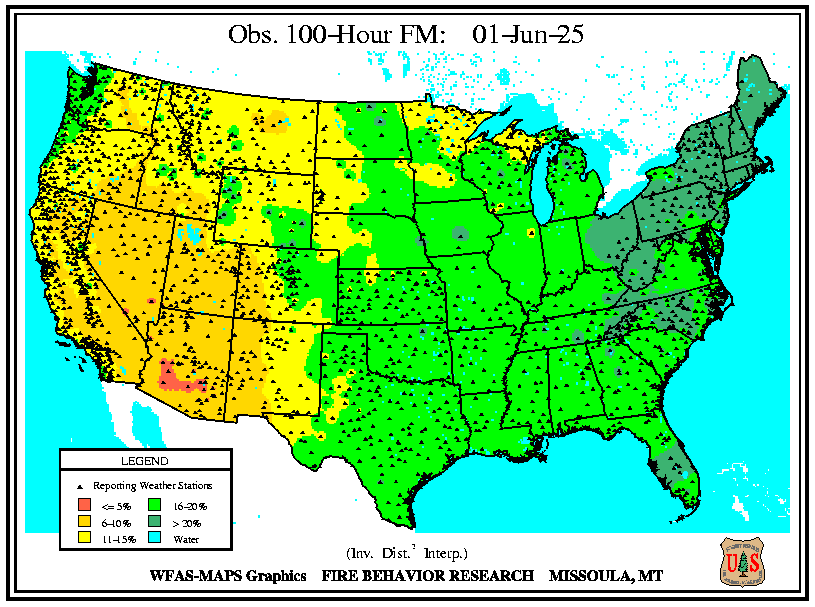 Obs. 100-Hour FM: 01-Jun-25
LEGEND
Reporting Weather Stations
<= 5% 16-20%
6-10% > 20%
11-15% Water
(Inv. Dist.² Interp.)
WFAS-MAPS Graphics FIRE BEHAVIOR RESEARCH MISSOULA, MT
U S